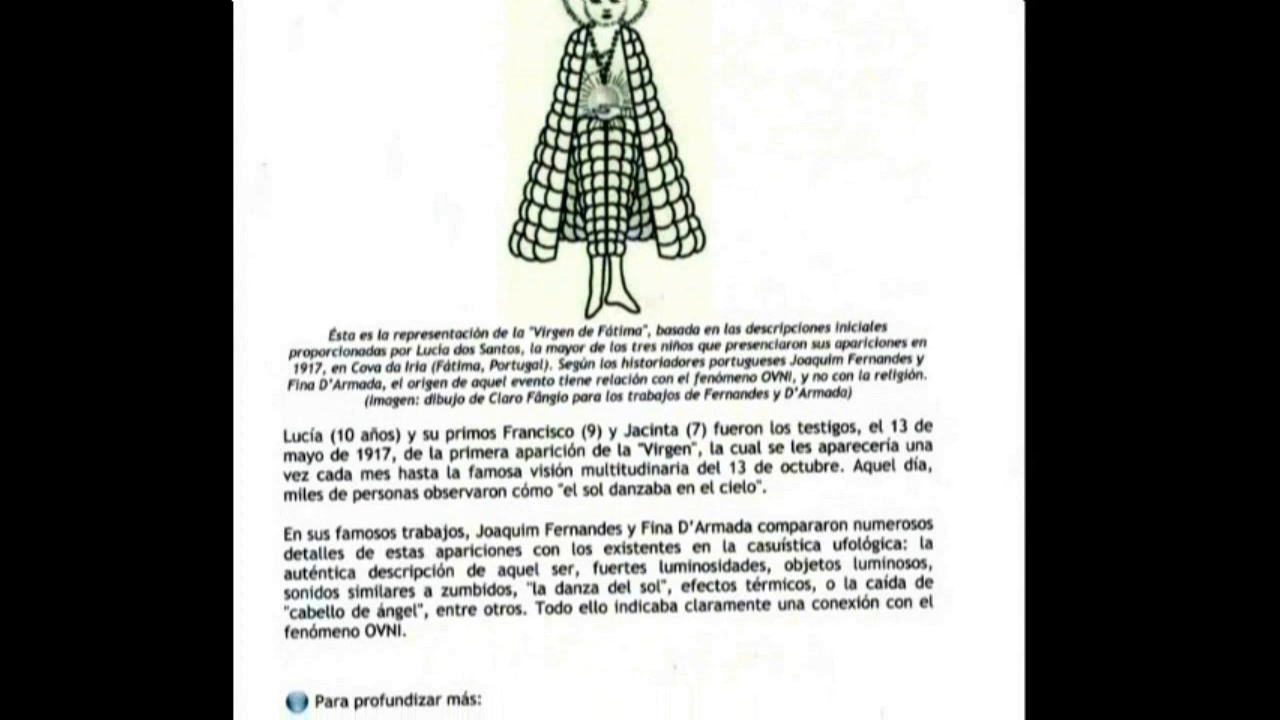 Ésta es la representación de la "Virgen de Fátima", basada en las descripciones iniciales
proporcionadas por Lucía dos Santos, la mayor de los tres niños que presenciaron sus apariciones en
1917, en Cova da Iria (Fátima, Portugal). Según los historiadores portugueses Joaquim Fernandes y
Fina D'Armada, el origen de aquel evento tiene relación con el fenómeno OVNI, y no con la religión.
(Imagen: dibujo de Claro Fângio para los trabajos de Fernandes y D'Armada)
Lucía (10 años) y su primos Francisco (9) y Jacinta (7) fueron los testigos, el 13 de
mayo de 1917, de la primera aparición de la "Virgen", la cual se les aparecería una
vez cada mes hasta la famosa visión multitudinaria del 13 de octubre. Aquel día,
miles de personas observaron cómo "el sol danzaba en el cielo".
En sus famosos trabajos, Joaquim Fernandes y Fina D'Armada compararon numerosos
detalles de estas apariciones con los existentes en la casuística ufológica: la
auténtica descripción de aquel ser, fuertes luminosidades, objetos luminosos,
sonidos similares a zumbidos, "la danza del sol", efectos térmicos, o la caída de
"cabello de ángel", entre otros. Todo ello indicaba claramente una conexión con el
fenómeno OVNI.
Para profundizar más: